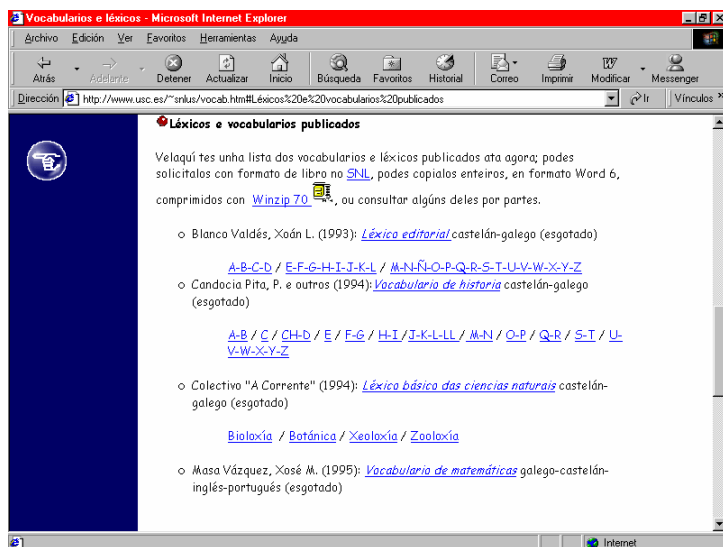 Vocabularios e léxicos - Microsoft Internet Explorer
Archivo Edición Ver Favoritos Herramientas Ayuda
Atrás Adelante Detener Actualizar Inicio Búsqueda Favoritos Historial Correo Imprimir Modificar Messenger
Dirección http://www.usc.es/~snlus/vocab.htm#Léxicos%20e%20vocabularios%20publicados Ir Vínculos »
Léxicos e vocabularios publicados
Velaquí tes unha lista dos vocabularios e léxicos publicados ata agora; podes
solicitalos con formato de libro no SNL, podes copialos enteiros, en formato Word 6,
comprimidos con Winzip 70 , ou consultar algúns deles por partes.
o Blanco Valdés, Xoán L. (1993): Léxico editorial castelán-galego (esgotado)
A-B-C-D / E-F-G-H-I-J-K-L / M-N-Ñ-O-P-Q-R-S-T-U-V-W-X-Y-Z
o Candocia Pita, P. e outros (1994): Vocabulario de historia castelán-galego
(esgotado)
A-B / C / CH-D / E / F-G / H-I /J-K-L-LL / M-N / O-P / Q-R / S-T / U-
V-W-X-Y-Z
o Colectivo "A Corrente" (1994): Léxico básico das ciencias naturais castelán-
galego (esgotado)
Bioloxía / Botánica / Xeoloxía / Zooloxía
o Masa Vázquez, Xosé M. (1995): Vocabulario de matemáticas galego-castelán-
inglés-portugués (esgotado)
Internet